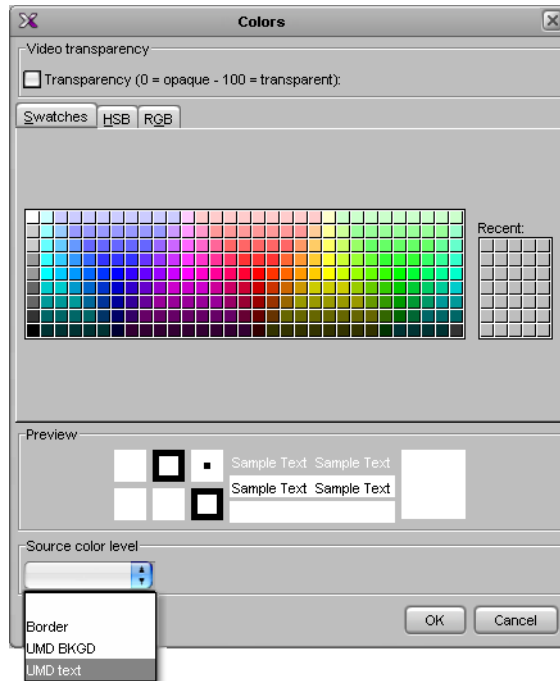 Colors
Video transparency
Transparency (0 = opaque - 100 = transparent):
Swatches HSB RGB
Recent:
Preview
Sample Text Sample Text
Sample Text Sample Text
Source color level
Border
UMD BKGD
UMD text
OK Cancel